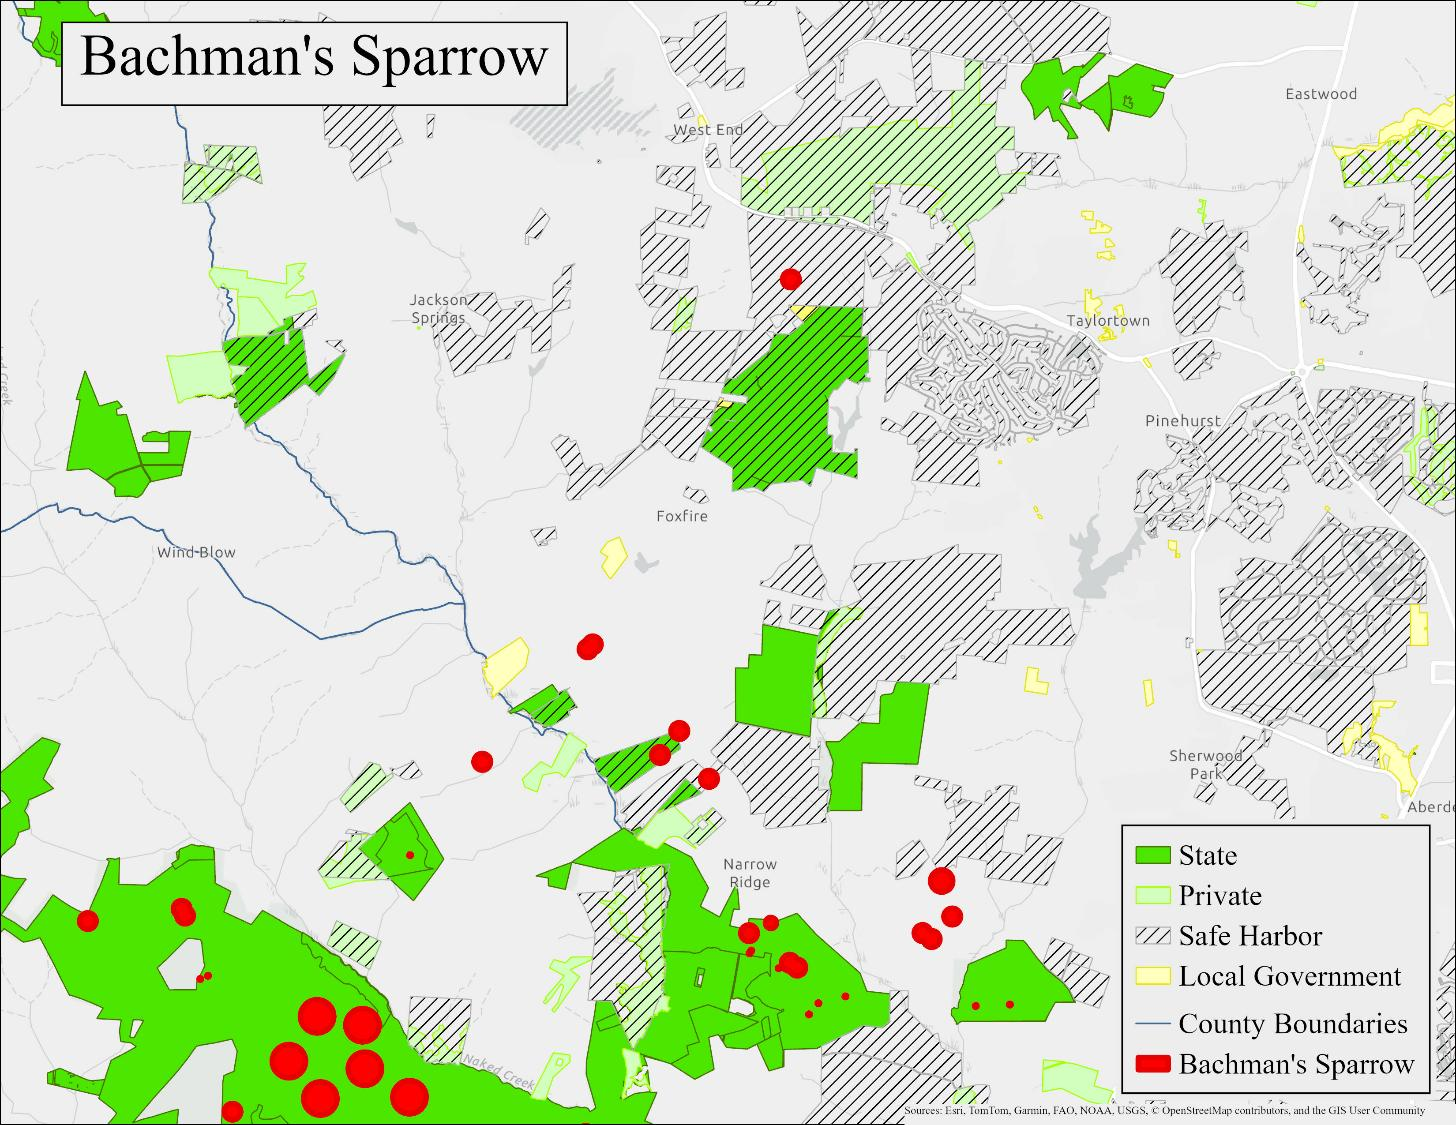 Bachman's Sparrow
Eastwood
West End
Jackson
Springs
Taylortown
Pinehurst
Foxfire
Wind Blow
Sherwood
Park
Narrow
Ridge
Naked Creek
State
Private
Safe Harbor
Local Government
County Boundaries
Bachman's Sparrow
Sources: Esri, TomTom, Garmin, FAO, NOAA, USGS, © OpenStreetMap contributors, and the GIS User Community